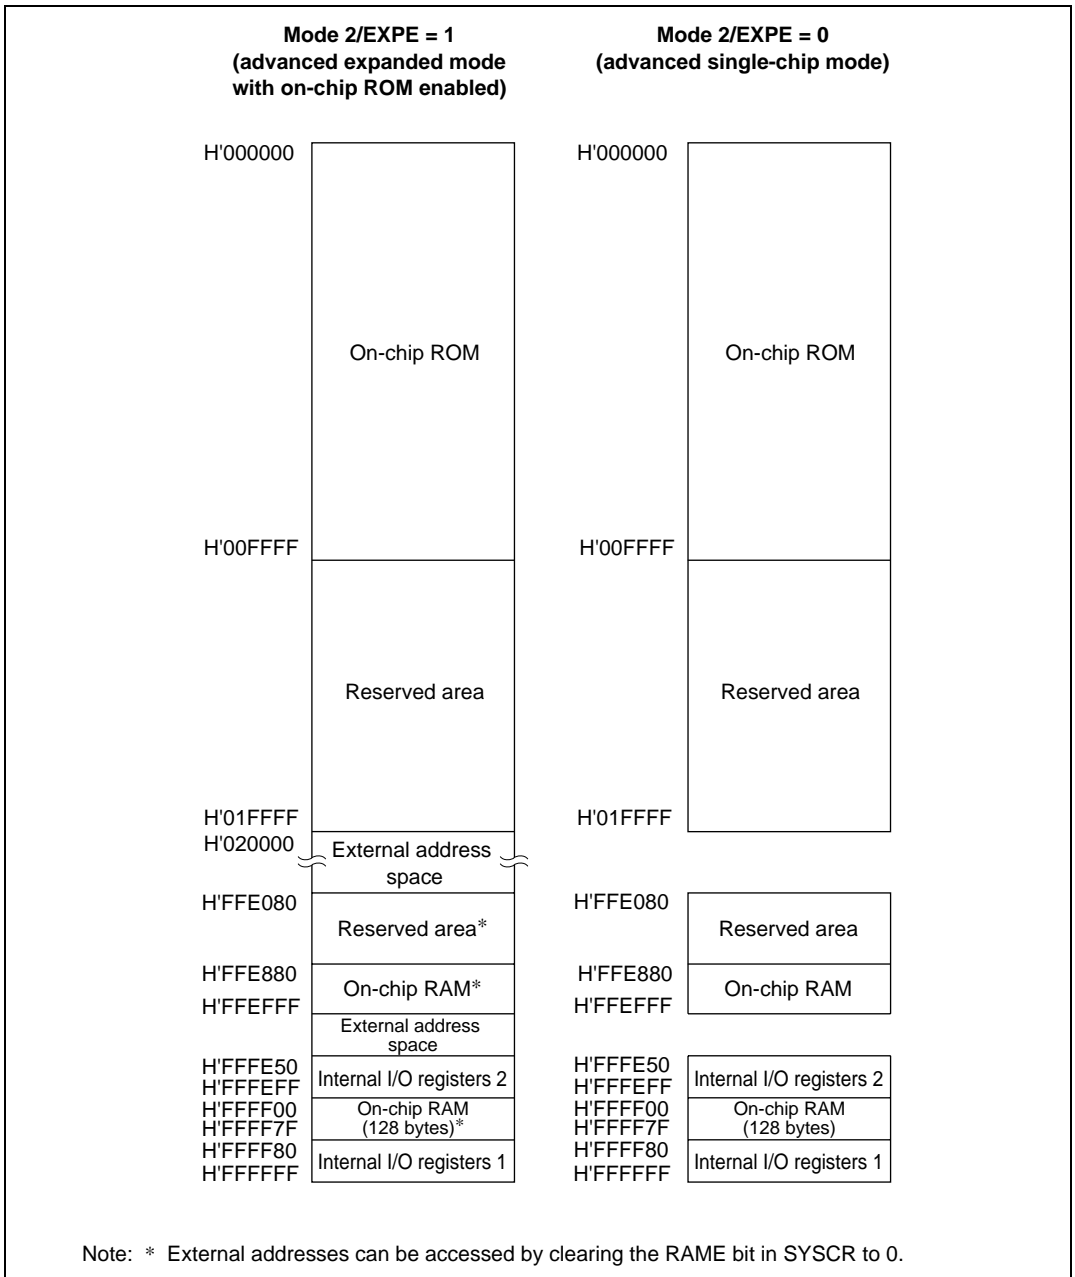 Mode 2/EXPE = 1
(advanced expanded mode
with on-chip ROM enabled)
H'000000
On-chip ROM
H'00FFFF
Reserved area
H'01FFFF
H'020000
External address
space
H'FFE080
Reserved area*
H'FFE880
On-chip RAM*
H'FFEFFF
External address
space
H'FFFE50
Internal I/O registers 2
H'FFFEFF
H'FFFF00
On-chip RAM
(128 bytes)*
H'FFFF7F
H'FFFF80
Internal I/O registers 1
H'FFFFFF
Mode 2/EXPE = 0
(advanced single-chip mode)
H'000000
On-chip ROM
H'00FFFF
Reserved area
H'01FFFF
H'FFE080
Reserved area
H'FFE880
On-chip RAM
H'FFEFFF
H'FFFE50
Internal I/O registers 2
H'FFFEFF
H'FFFF00
On-chip RAM
(128 bytes)
H'FFFF7F
H'FFFF80
Internal I/O registers 1
H'FFFFFF
Note: * External addresses can be accessed by clearing the RAME bit in SYSCR to 0.